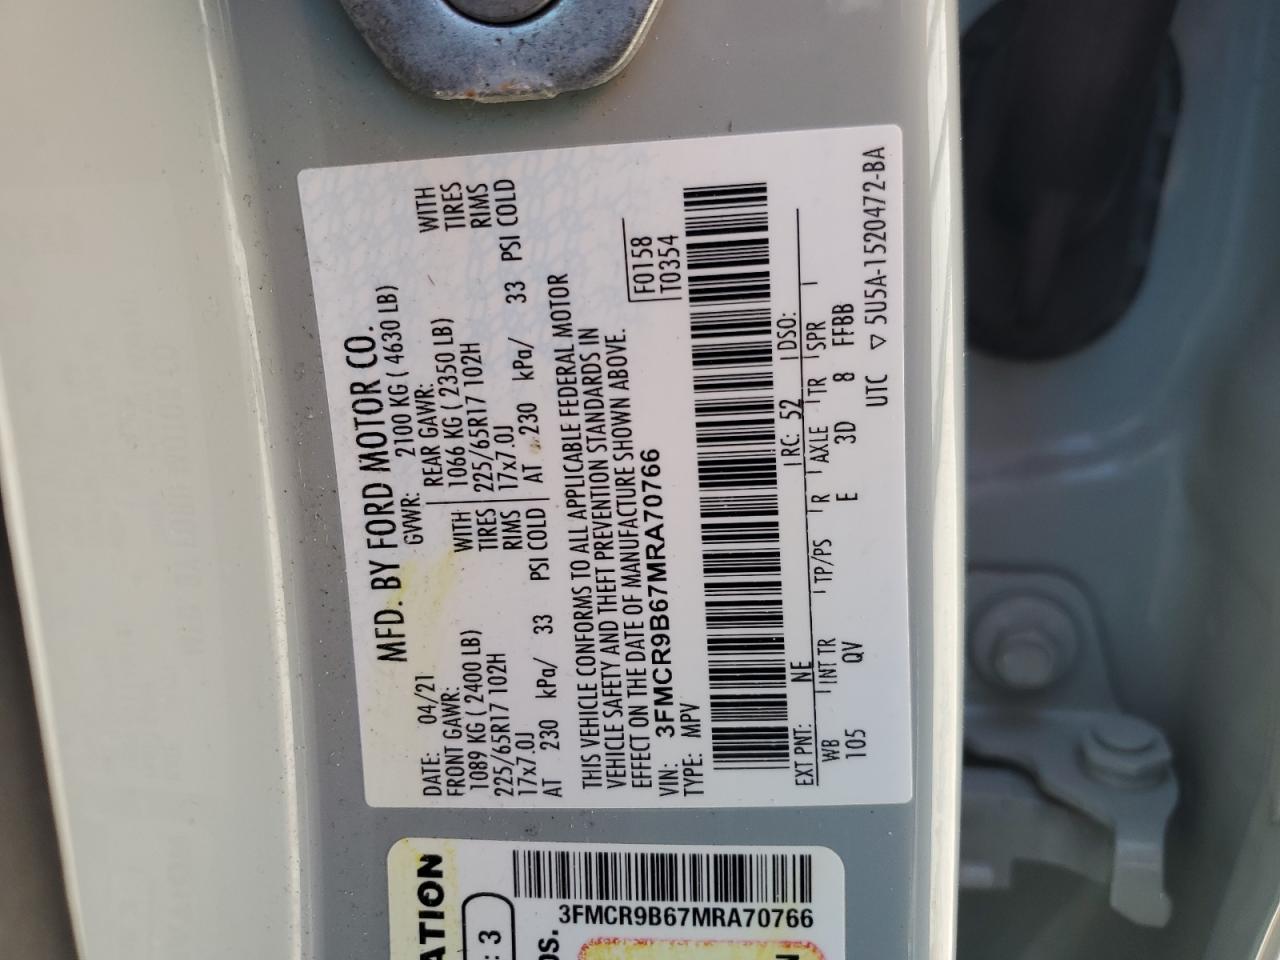 MFD. BY FORD MOTOR CO.
DATE: 04/21 GVWR: 2100 KG ( 4630 LB)
FRONT GAWR: REAR GAWR:
1089 KG ( 2400 LB) WITH 1066 KG ( 2350 LB) WITH
225/65R17 102H TIRES 225/65R17 102H TIRES
17x7.0J RIMS 17x7.0J RIMS
AT 230 kPa/ 33 PSI COLD AT 230 kPa/ 33 PSI COLD
THIS VEHICLE CONFORMS TO ALL APPLICABLE FEDERAL MOTOR
VEHICLE SAFETY AND THEFT PREVENTION STANDARDS IN
EFFECT ON THE DATE OF MANUFACTURE SHOWN ABOVE.
VIN: 3FMCR9B67MRA70766 F0158
TYPE: MPV T0354
EXT PNT: NE RC: 52 DSO:
WB INT TR TP/PS R AXLE TR SPR
105 QV E 3D 8 FFBB
UTC ▽ 5U5A-1520472-BA
ATION
: 3
3FMCR9B67MRA70766